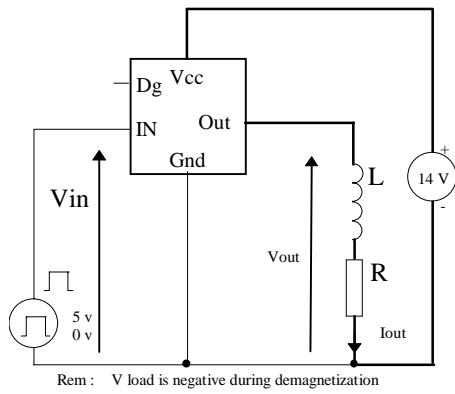 Vcc
Dg
Out
IN
Gnd
+
14 V
-
Vin
L
Vout
R
5 v
0 v
Iout
Rem : V load is negative during demagnetization